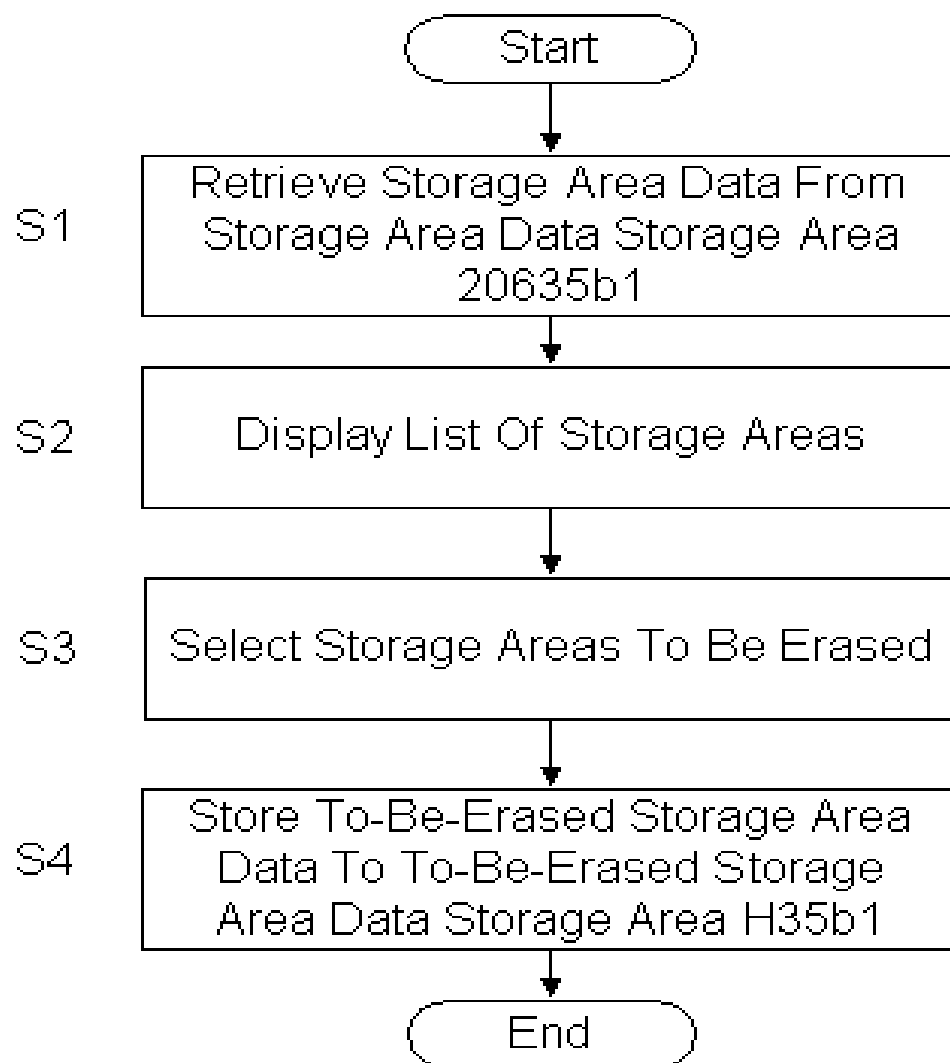 Start
S1
Retrieve Storage Area Data From
Storage Area Data Storage Area
20635b1
S2
Display List Of Storage Areas
S3
Select Storage Areas To Be Erased
S4
Store To-Be-Erased Storage Area
Data To To-Be-Erased Storage
Area Data Storage Area H35b1
End